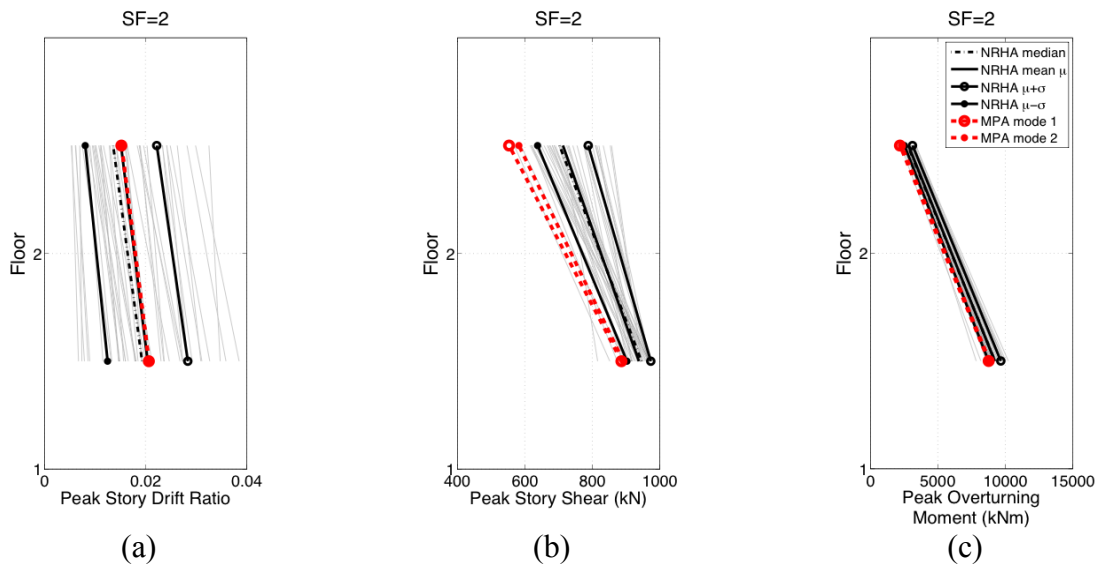 SF=2
Floor
2
1
0
0.02
0.04
Peak Story Drift Ratio
(a)
SF=2
Floor
2
1
400
600
800
1000
Peak Story Shear (kN)
(b)
SF=2
NRHA median
NRHA mean μ
NRHA μ+σ
NRHA μ−σ
MPA mode 1
MPA mode 2
Floor
2
1
0
5000
10000
15000
Peak Overturning
Moment (kNm)
(c)